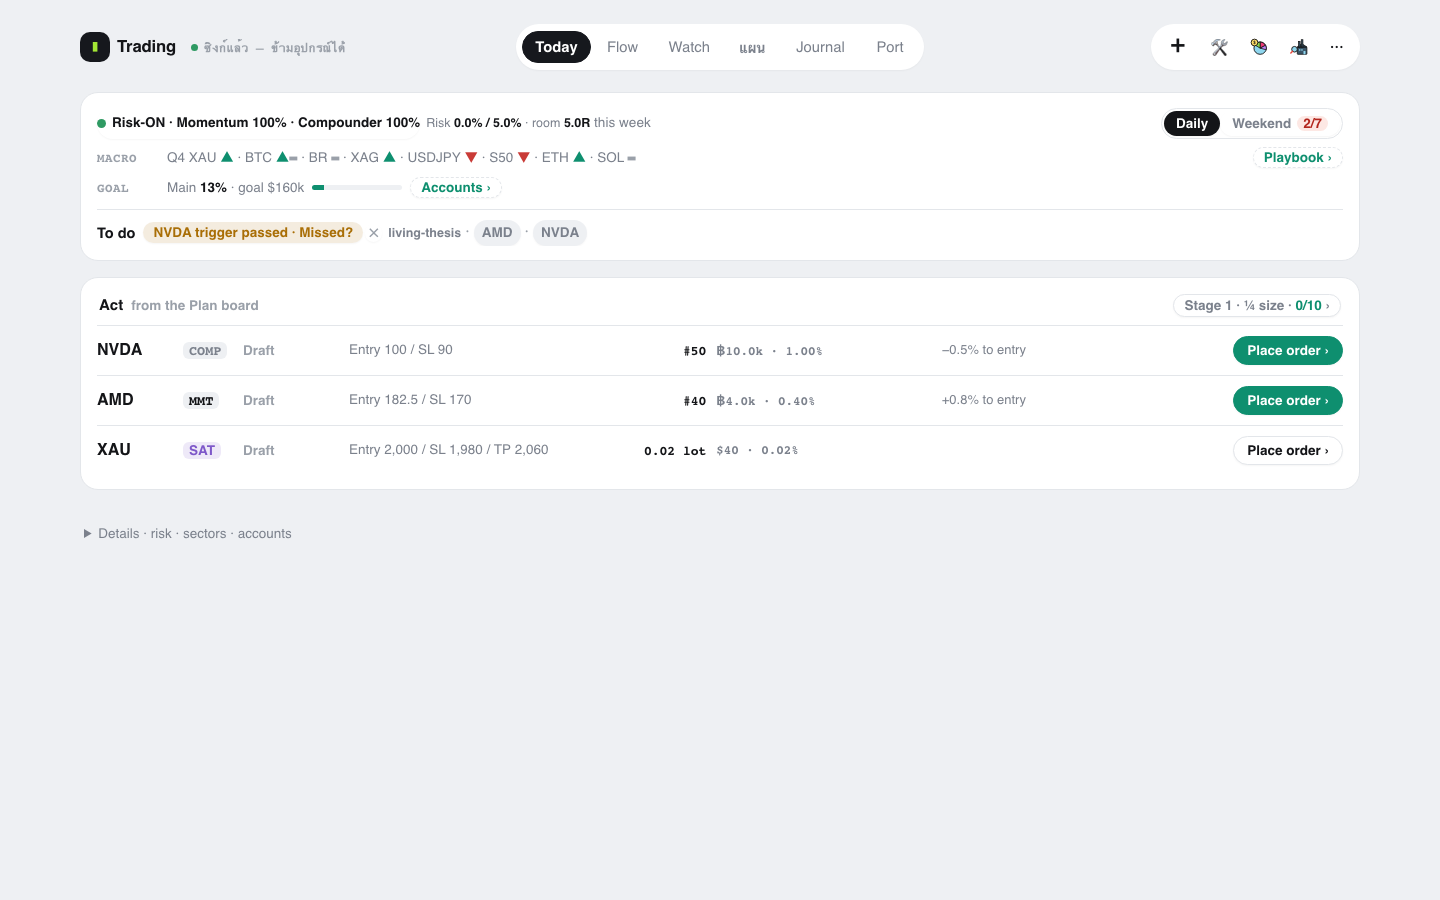 Trading ซิงก์แล้ว — ข้ามอุปกรณ์ได้ Today Flow Watch แผน Journal Port + ···
Risk-ON · Momentum 100% · Compounder 100% Risk 0.0% / 5.0% · room 5.0R this week Daily Weekend 2/7
MACRO Q4 XAU ▲ · BTC ▲▬ · BR ▬ · XAG ▲ · USDJPY ▼ · S50 ▼ · ETH ▲ · SOL ▬ Playbook ›
GOAL Main 13% · goal $160k Accounts ›
To do NVDA trigger passed · Missed? × living-thesis · AMD · NVDA
Act from the Plan board Stage 1 · ¼ size · 0/10 ›
NVDA COMP Draft Entry 100 / SL 90 #50 ฿10.0k · 1.00% −0.5% to entry Place order ›
AMD MMT Draft Entry 182.5 / SL 170 #40 ฿4.0k · 0.40% +0.8% to entry Place order ›
XAU SAT Draft Entry 2,000 / SL 1,980 / TP 2,060 0.02 lot $40 · 0.02% Place order ›
▶ Details · risk · sectors · accounts